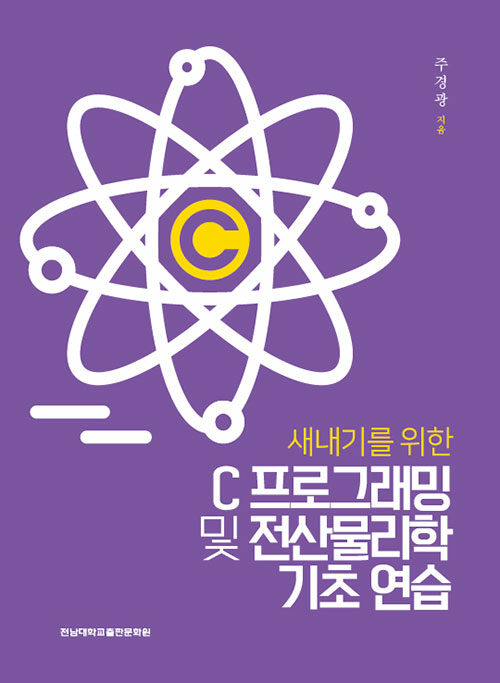 주경광 지음
C
새내기를 위한
C 프로그래밍
및 전산물리학
기초 연습
전남대학교출판문화원